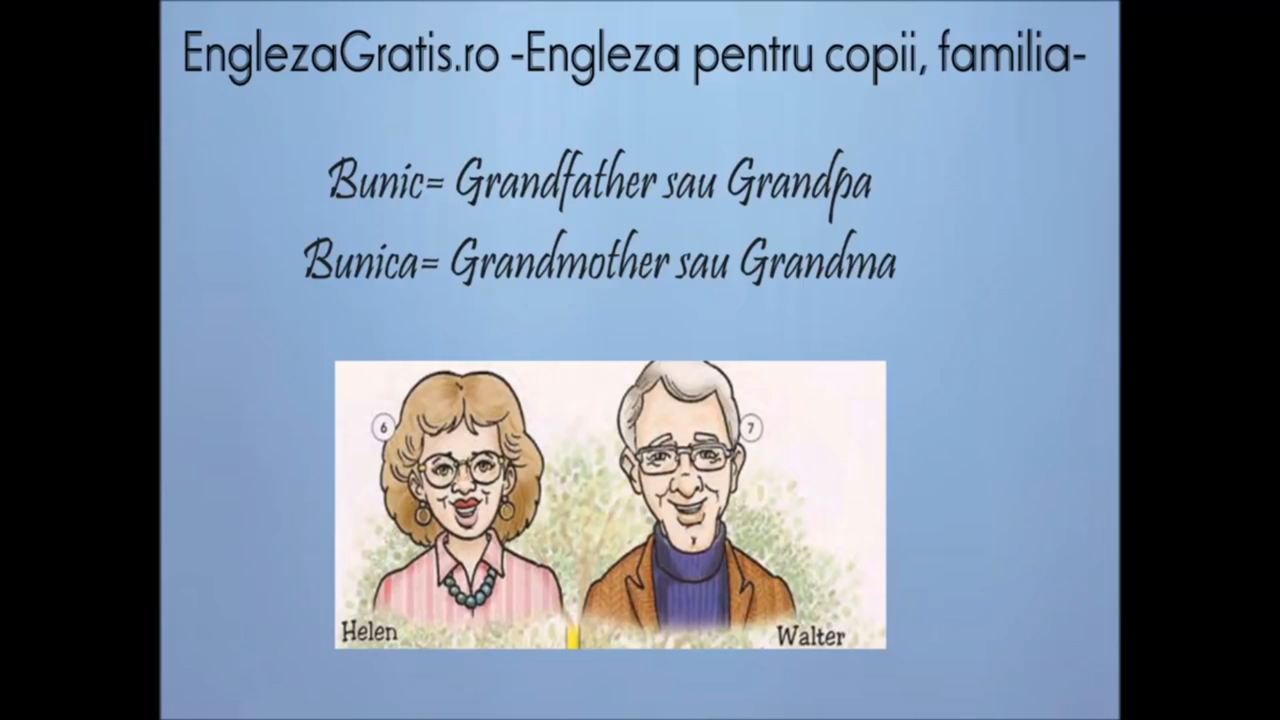 EnglezaGratis.ro -Engleza pentru copii, familia-
Bunic= Grandfather sau Grandpa
Bunica= Grandmother sau Grandma
6
7
Helen
Walter